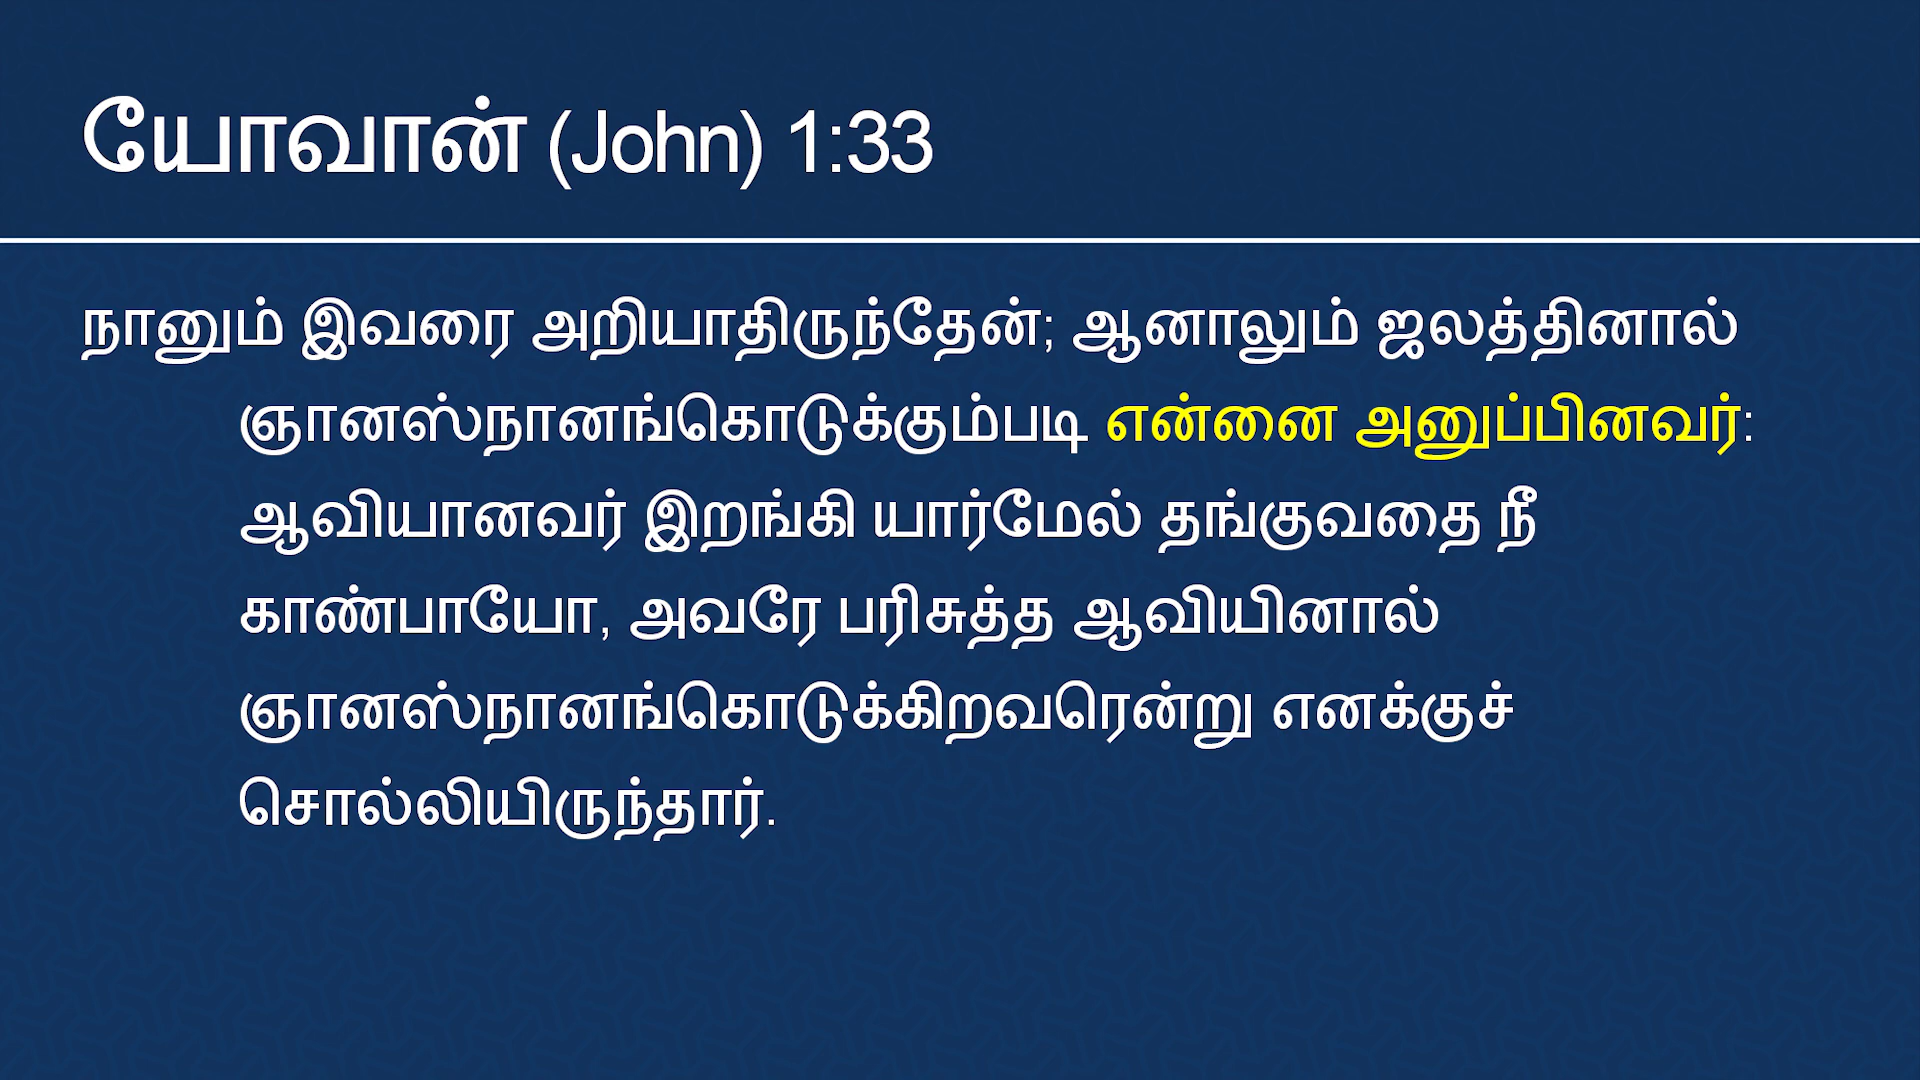 யோவான் (John) 1:33
நானும் இவரை அறியாதிருந்தேன்; ஆனாலும் ஜலத்தினால்
ஞானஸ்நானங்கொடுக்கும்படி என்னை அனுப்பினவர்:
ஆவியானவர் இறங்கி யார்மேல் தங்குவதை நீ
காண்பாயோ, அவரே பரிசுத்த ஆவியினால்
ஞானஸ்நானங்கொடுக்கிறவரென்று எனக்குச்
சொல்லியிருந்தார்.